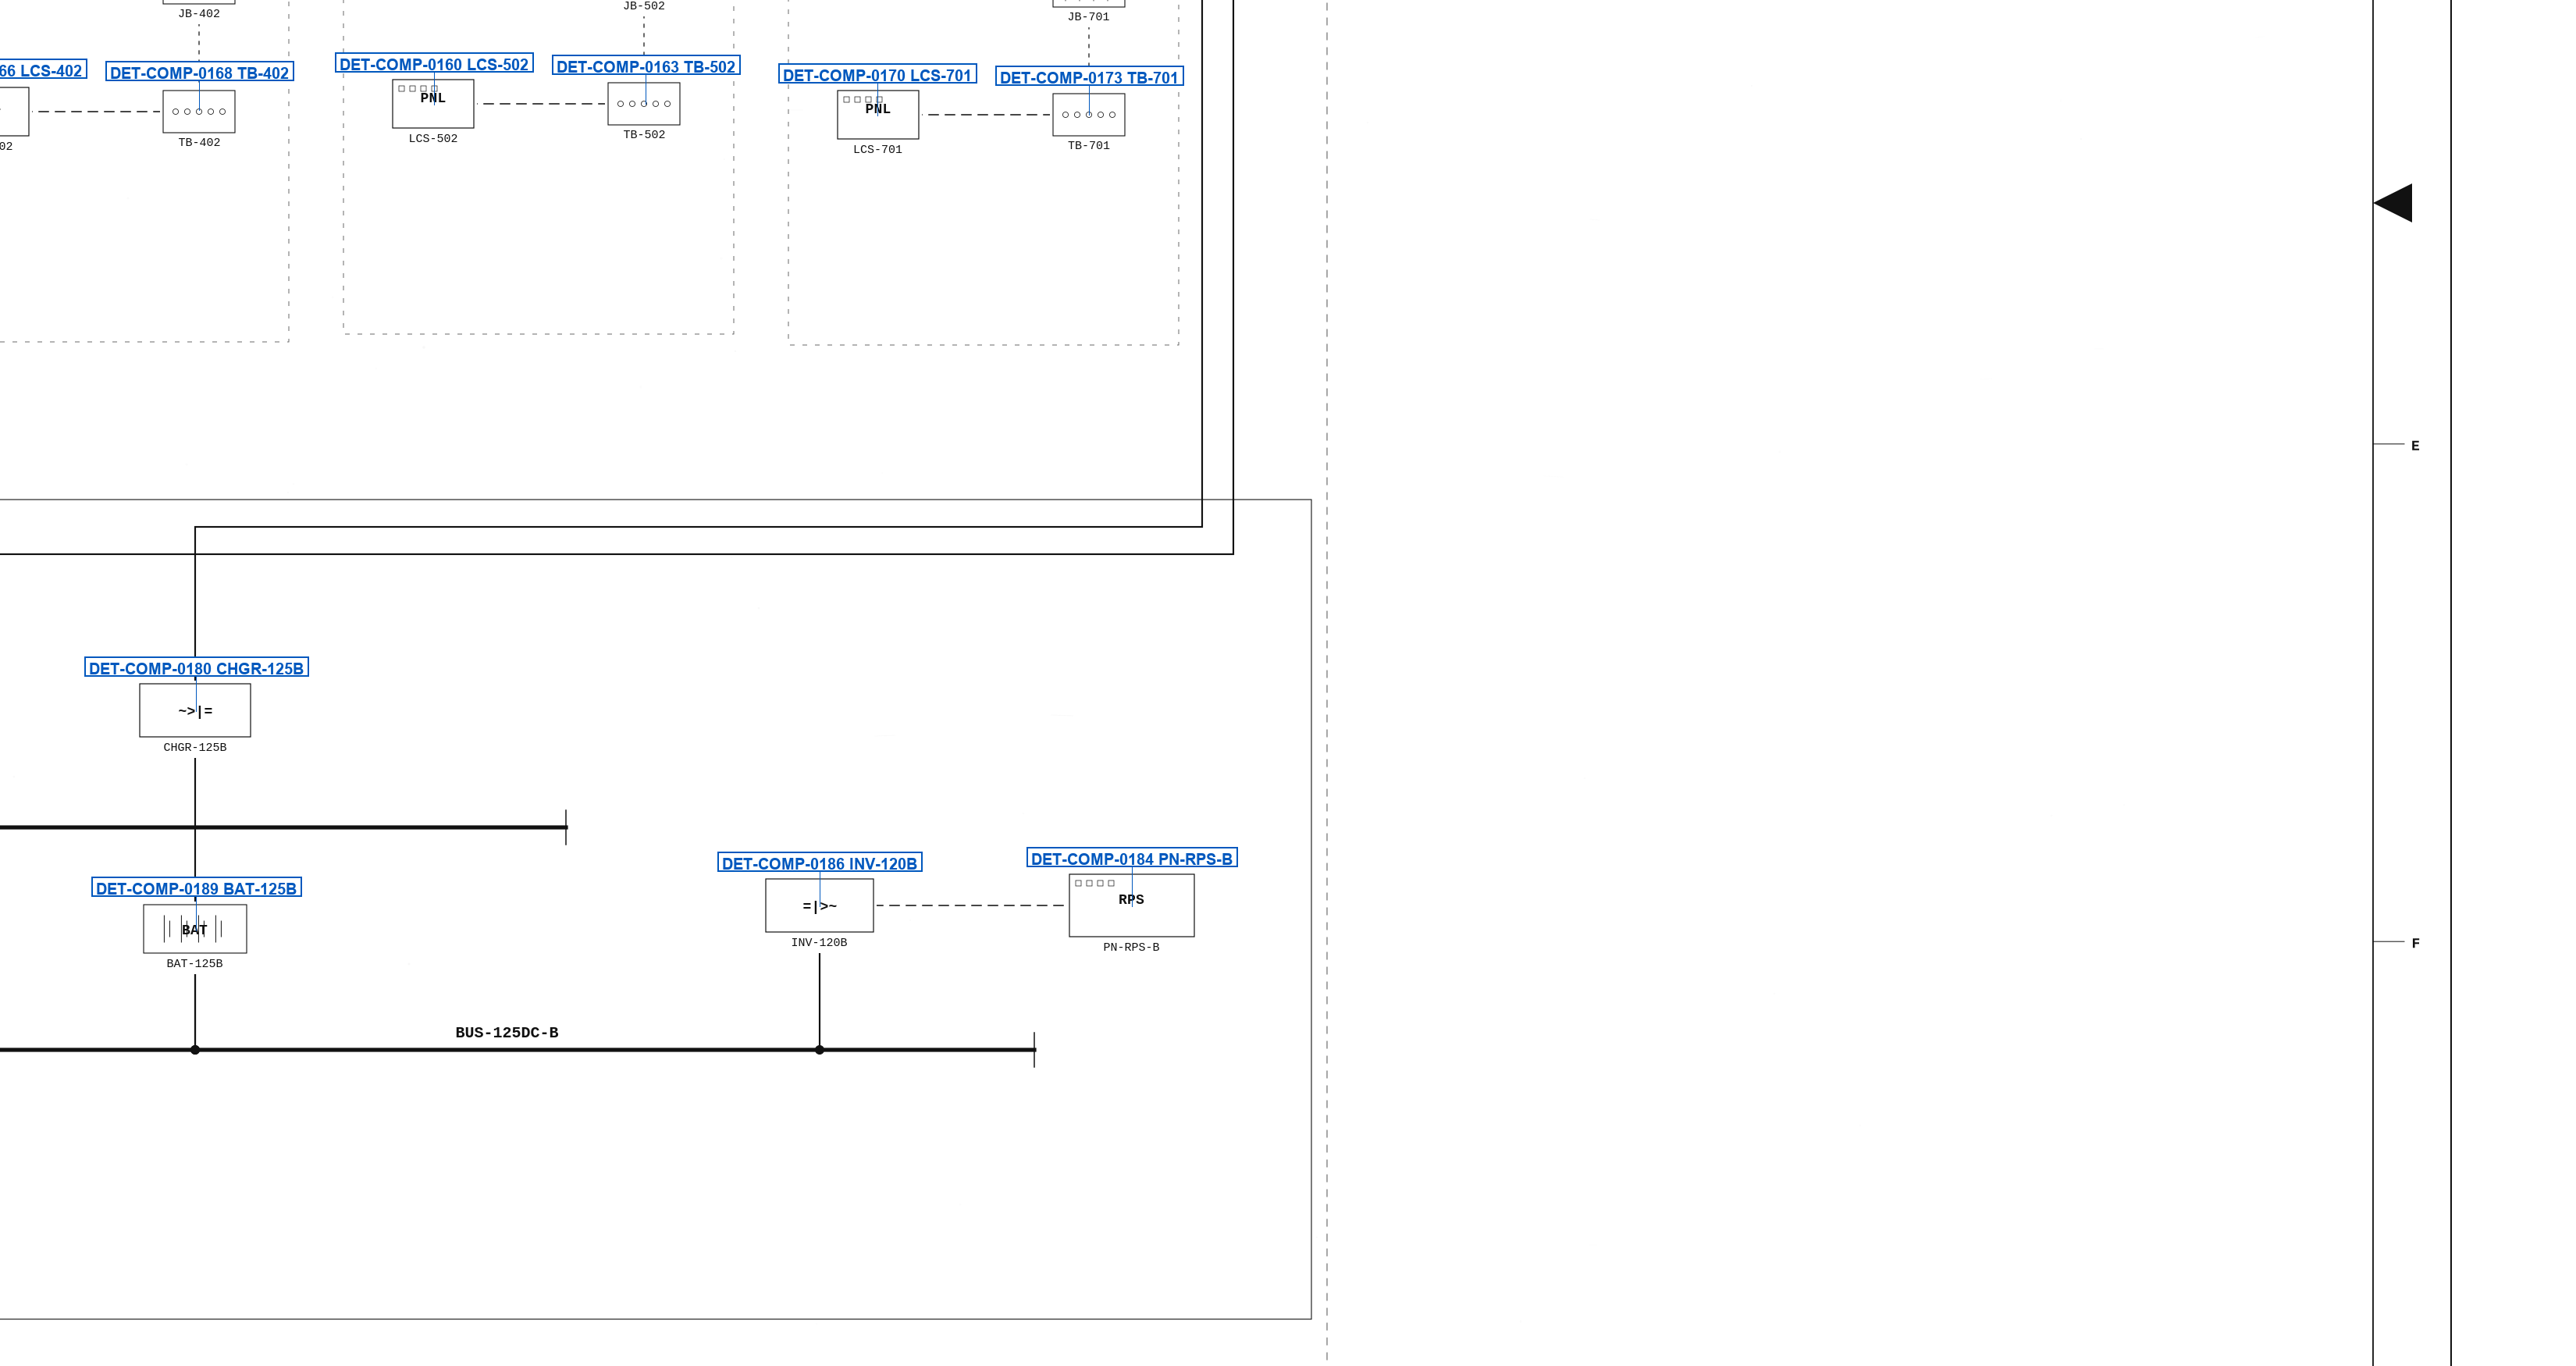 JB-402
JB-502
JB-701
66 LCS-402
DET-COMP-0168 TB-402
DET-COMP-0160 LCS-502
DET-COMP-0163 TB-502
DET-COMP-0170 LCS-701
DET-COMP-0173 TB-701
PNL
PNL
02
TB-402
LCS-502
TB-502
LCS-701
TB-701
E
DET-COMP-0180 CHGR-125B
~>|=
CHGR-125B
DET-COMP-0186 INV-120B
DET-COMP-0184 PN-RPS-B
DET-COMP-0189 BAT-125B
=|>~
RPS
BAT
INV-120B
PN-RPS-B
F
BAT-125B
BUS-125DC-B